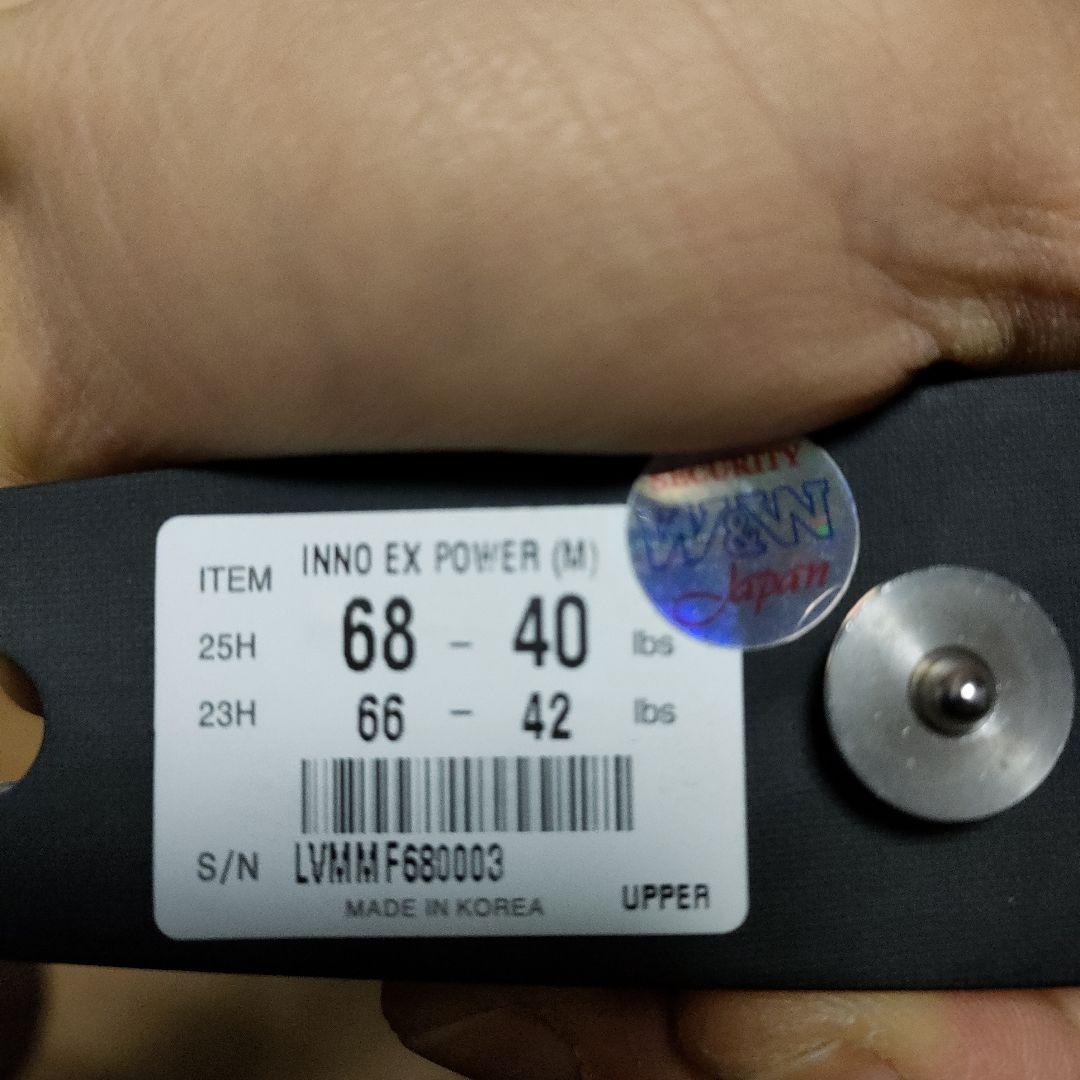 SECURITY
W&W
Japan
ITEM INNO EX POWER (M)
25H 68 - 40 lbs
23H 66 - 42 lbs
S/N LVMMF680003
MADE IN KOREA
UPPER